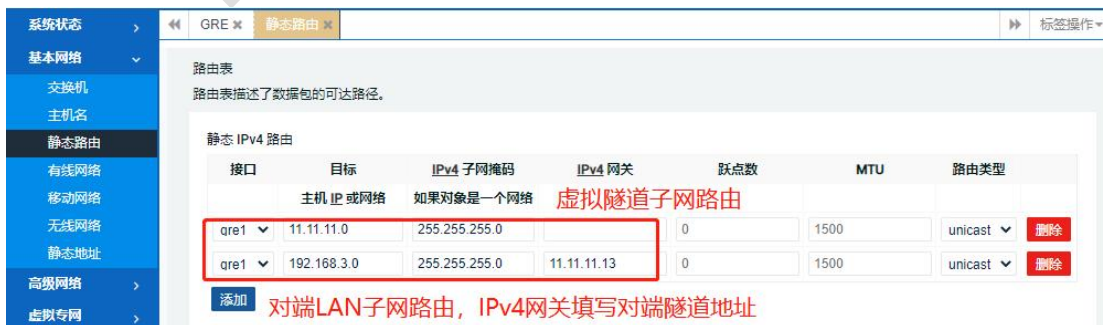 系统状态
GRE 静态路由 标签操作
基本网络
交换机
主机名
静态路由
有线网络
移动网络
无线网络
静态地址
高级网络
虚拟专网
路由表
路由表描述了数据包的可达路径。
静态 IPv4 路由
接口 目标 IPv4 子网掩码 IPv4 网关 跃点数 MTU 路由类型
主机 IP 或网络 如果对象是一个网络
虚拟隧道子网路由
gre1 11.11.11.0 255.255.255.0 0 1500 unicast 删除
gre1 192.168.3.0 255.255.255.0 11.11.11.13 0 1500 unicast 删除
添加
对端LAN子网路由，IPv4网关填写对端隧道地址